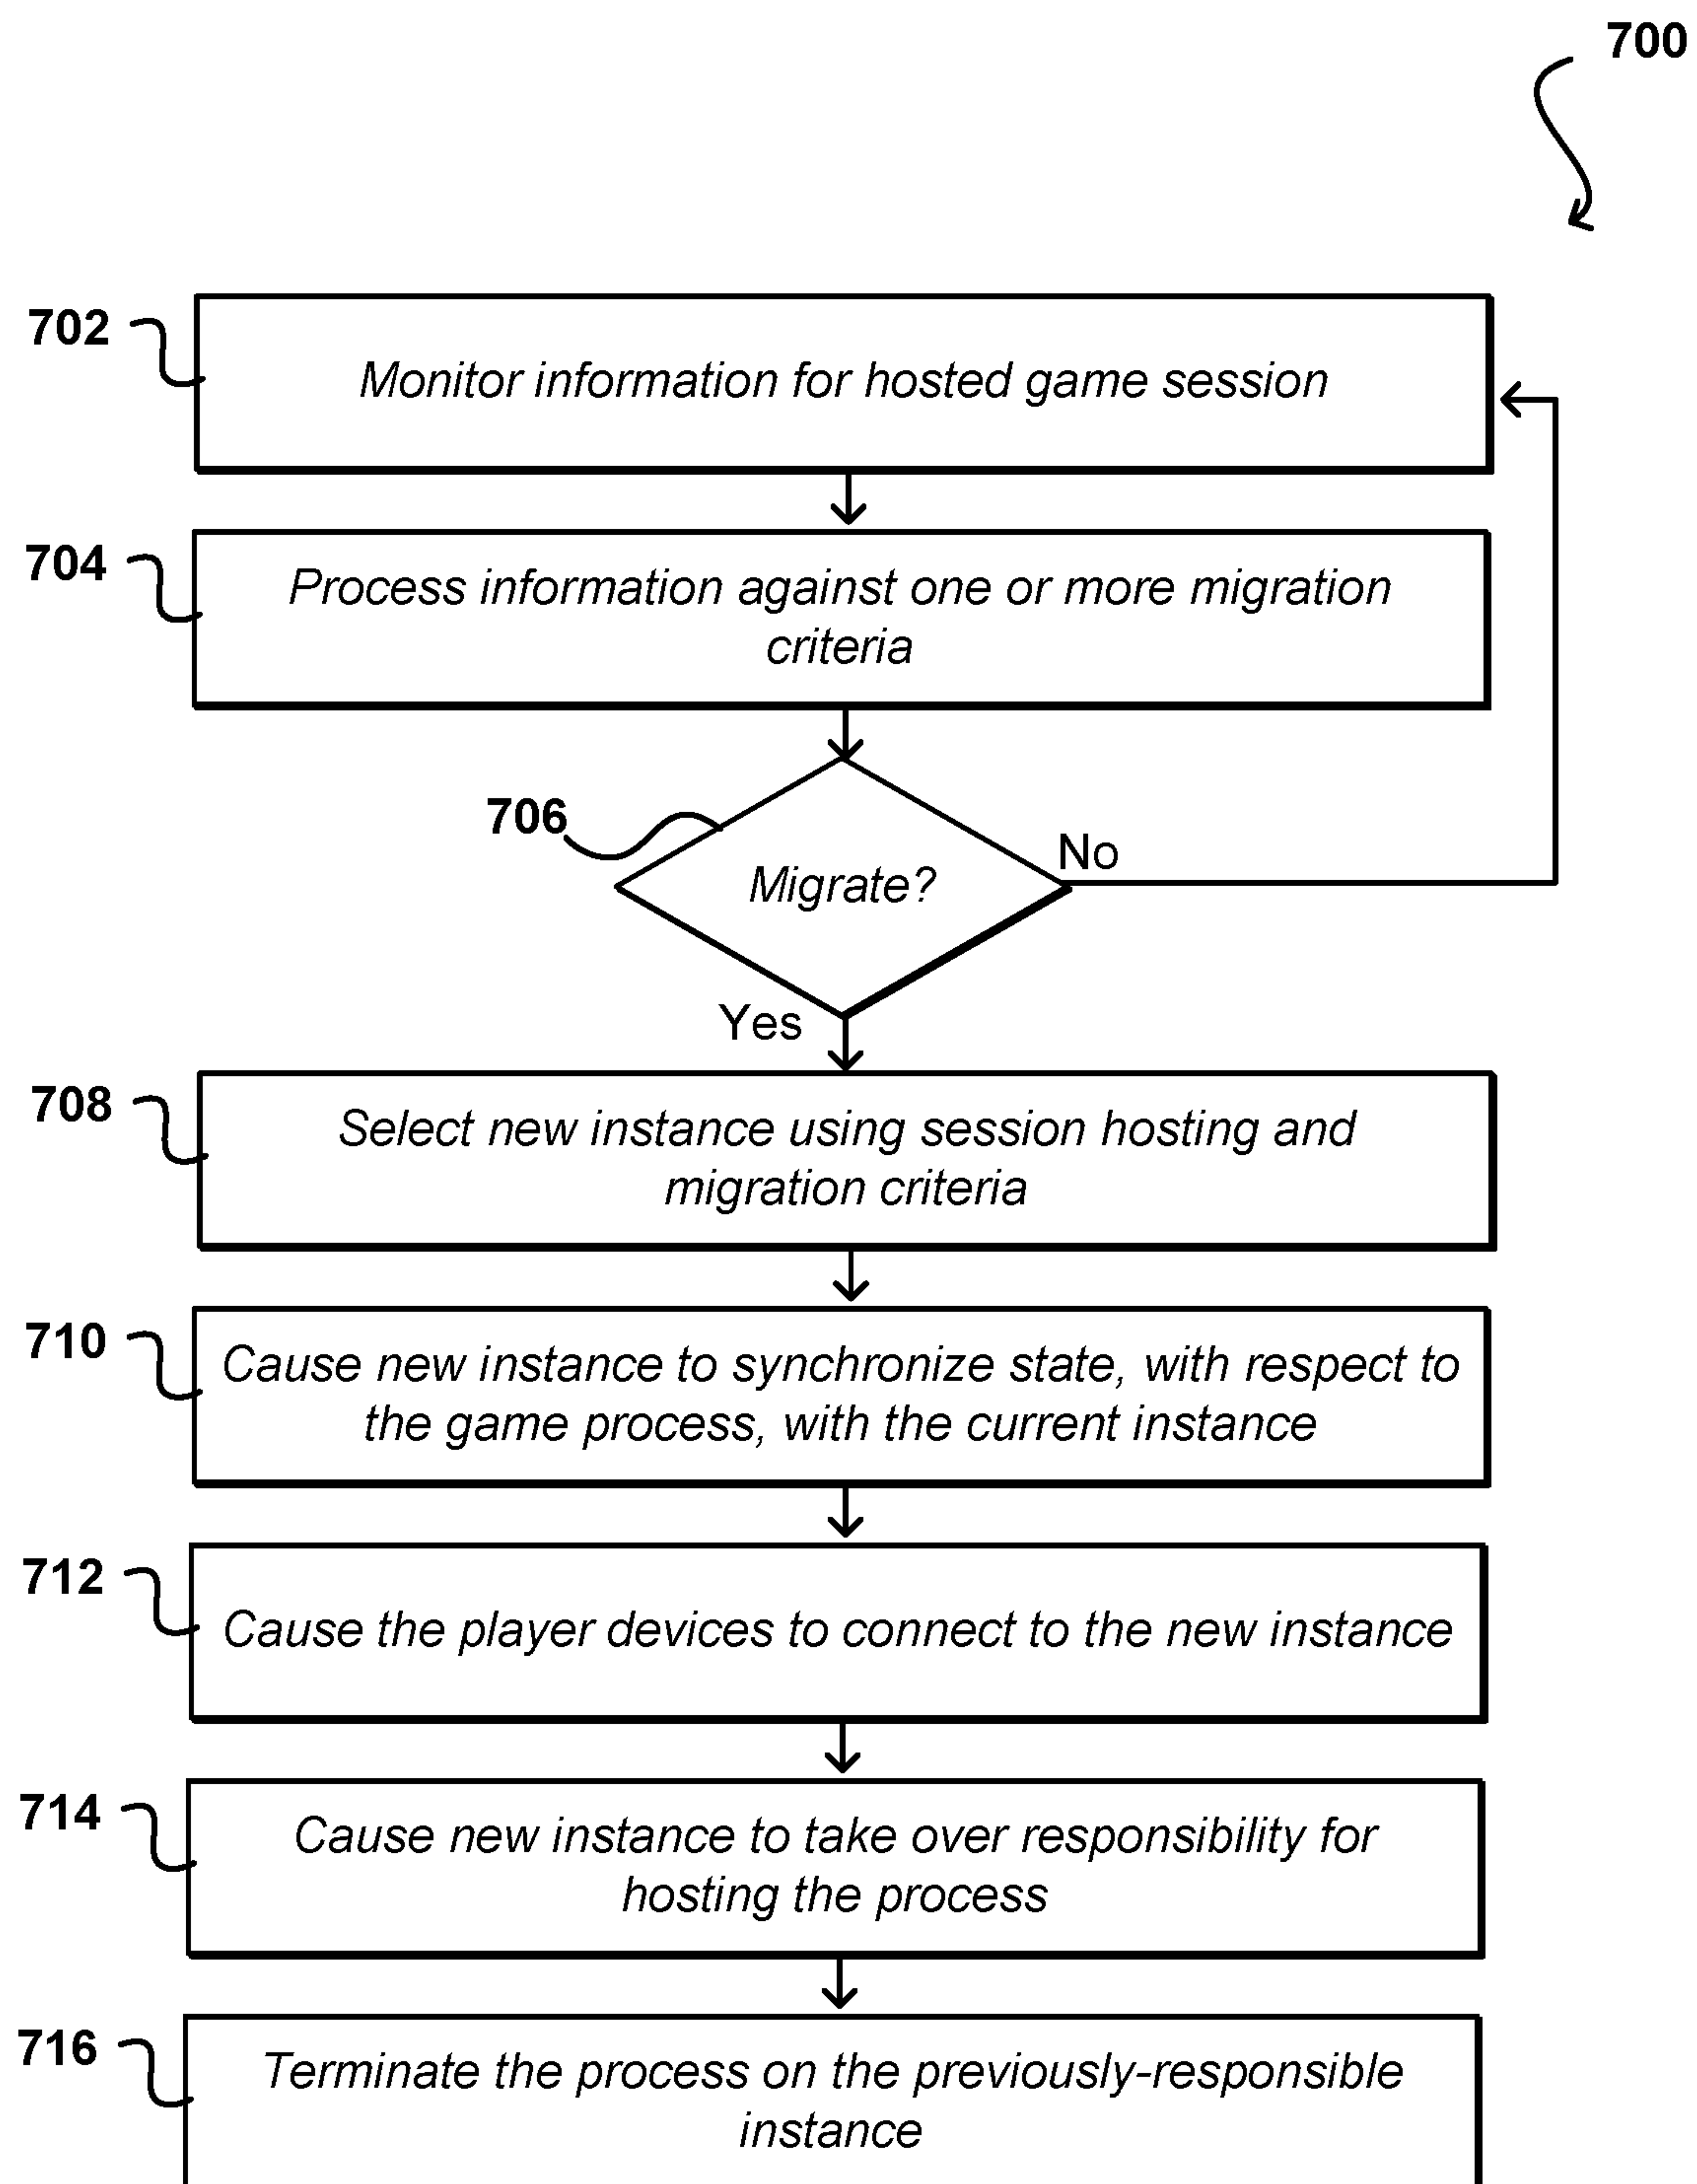 700
702
Monitor information for hosted game session
704
Process information against one or more migration
criteria
706
Migrate?
No
Yes
708
Select new instance using session hosting and
migration criteria
710
Cause new instance to synchronize state, with respect to
the game process, with the current instance
712
Cause the player devices to connect to the new instance
714
Cause new instance to take over responsibility for
hosting the process
716
Terminate the process on the previously-responsible
instance